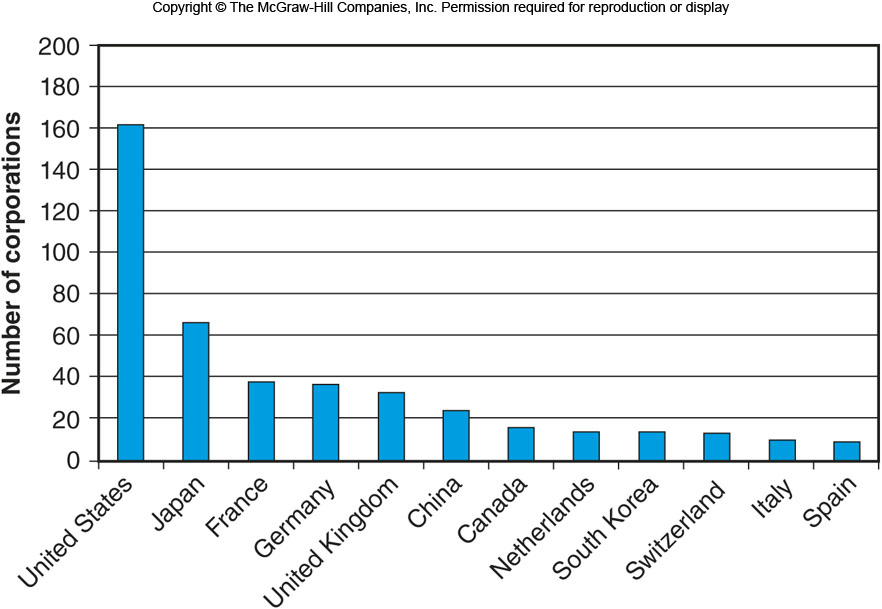 Copyright © The McGraw-Hill Companies, Inc. Permission required for reproduction or display
Number of corporations
200
180
160
140
120
100
80
60
40
20
0
United States
Japan
France
Germany
United Kingdom
China
Canada
Netherlands
South Korea
Switzerland
Italy
Spain